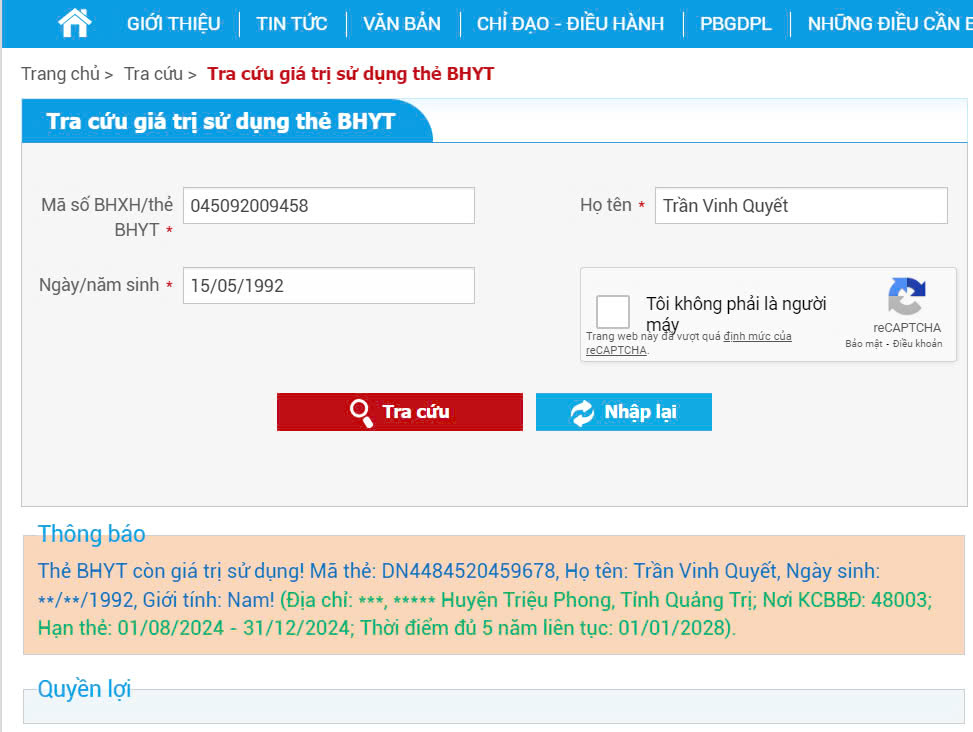 GIỚI THIỆU TIN TỨC VĂN BẢN CHỈ ĐẠO - ĐIỀU HÀNH PBGDPL NHỮNG ĐIỀU CẦN
Trang chủ > Tra cứu > Tra cứu giá trị sử dụng thẻ BHYT
Tra cứu giá trị sử dụng thẻ BHYT
Mã số BHXH/thẻ BHYT * 045092009458
Họ tên * Trần Vinh Quyết
Ngày/năm sinh * 15/05/1992
Tôi không phải là người
máy
Trang web này đã vượt quá định mức của
reCAPTCHA.
reCAPTCHA
Bảo mật - Điều khoản
Tra cứu Nhập lại
Thông báo
Thẻ BHYT còn giá trị sử dụng! Mã thẻ: DN4484520459678, Họ tên: Trần Vinh Quyết, Ngày sinh:
**/**/1992, Giới tính: Nam! (Địa chỉ: ***, ***** Huyện Triệu Phong, Tỉnh Quảng Trị; Nơi KCBBĐ: 48003;
Hạn thẻ: 01/08/2024 - 31/12/2024; Thời điểm đủ 5 năm liên tục: 01/01/2028).
Quyền lợi